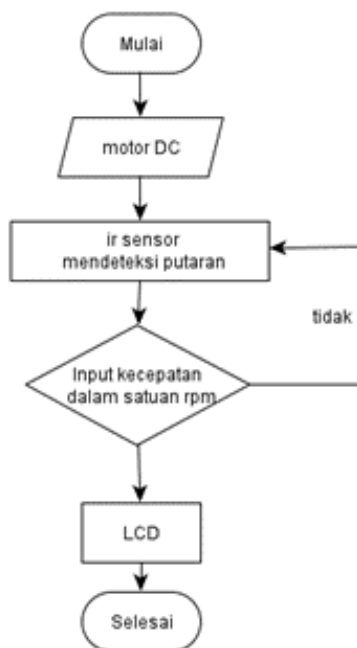 Mulai
motor DC
ir sensor
mendeteksi putaran
tidak
Input kecepatan
dalam satuan rpm
LCD
Selesai